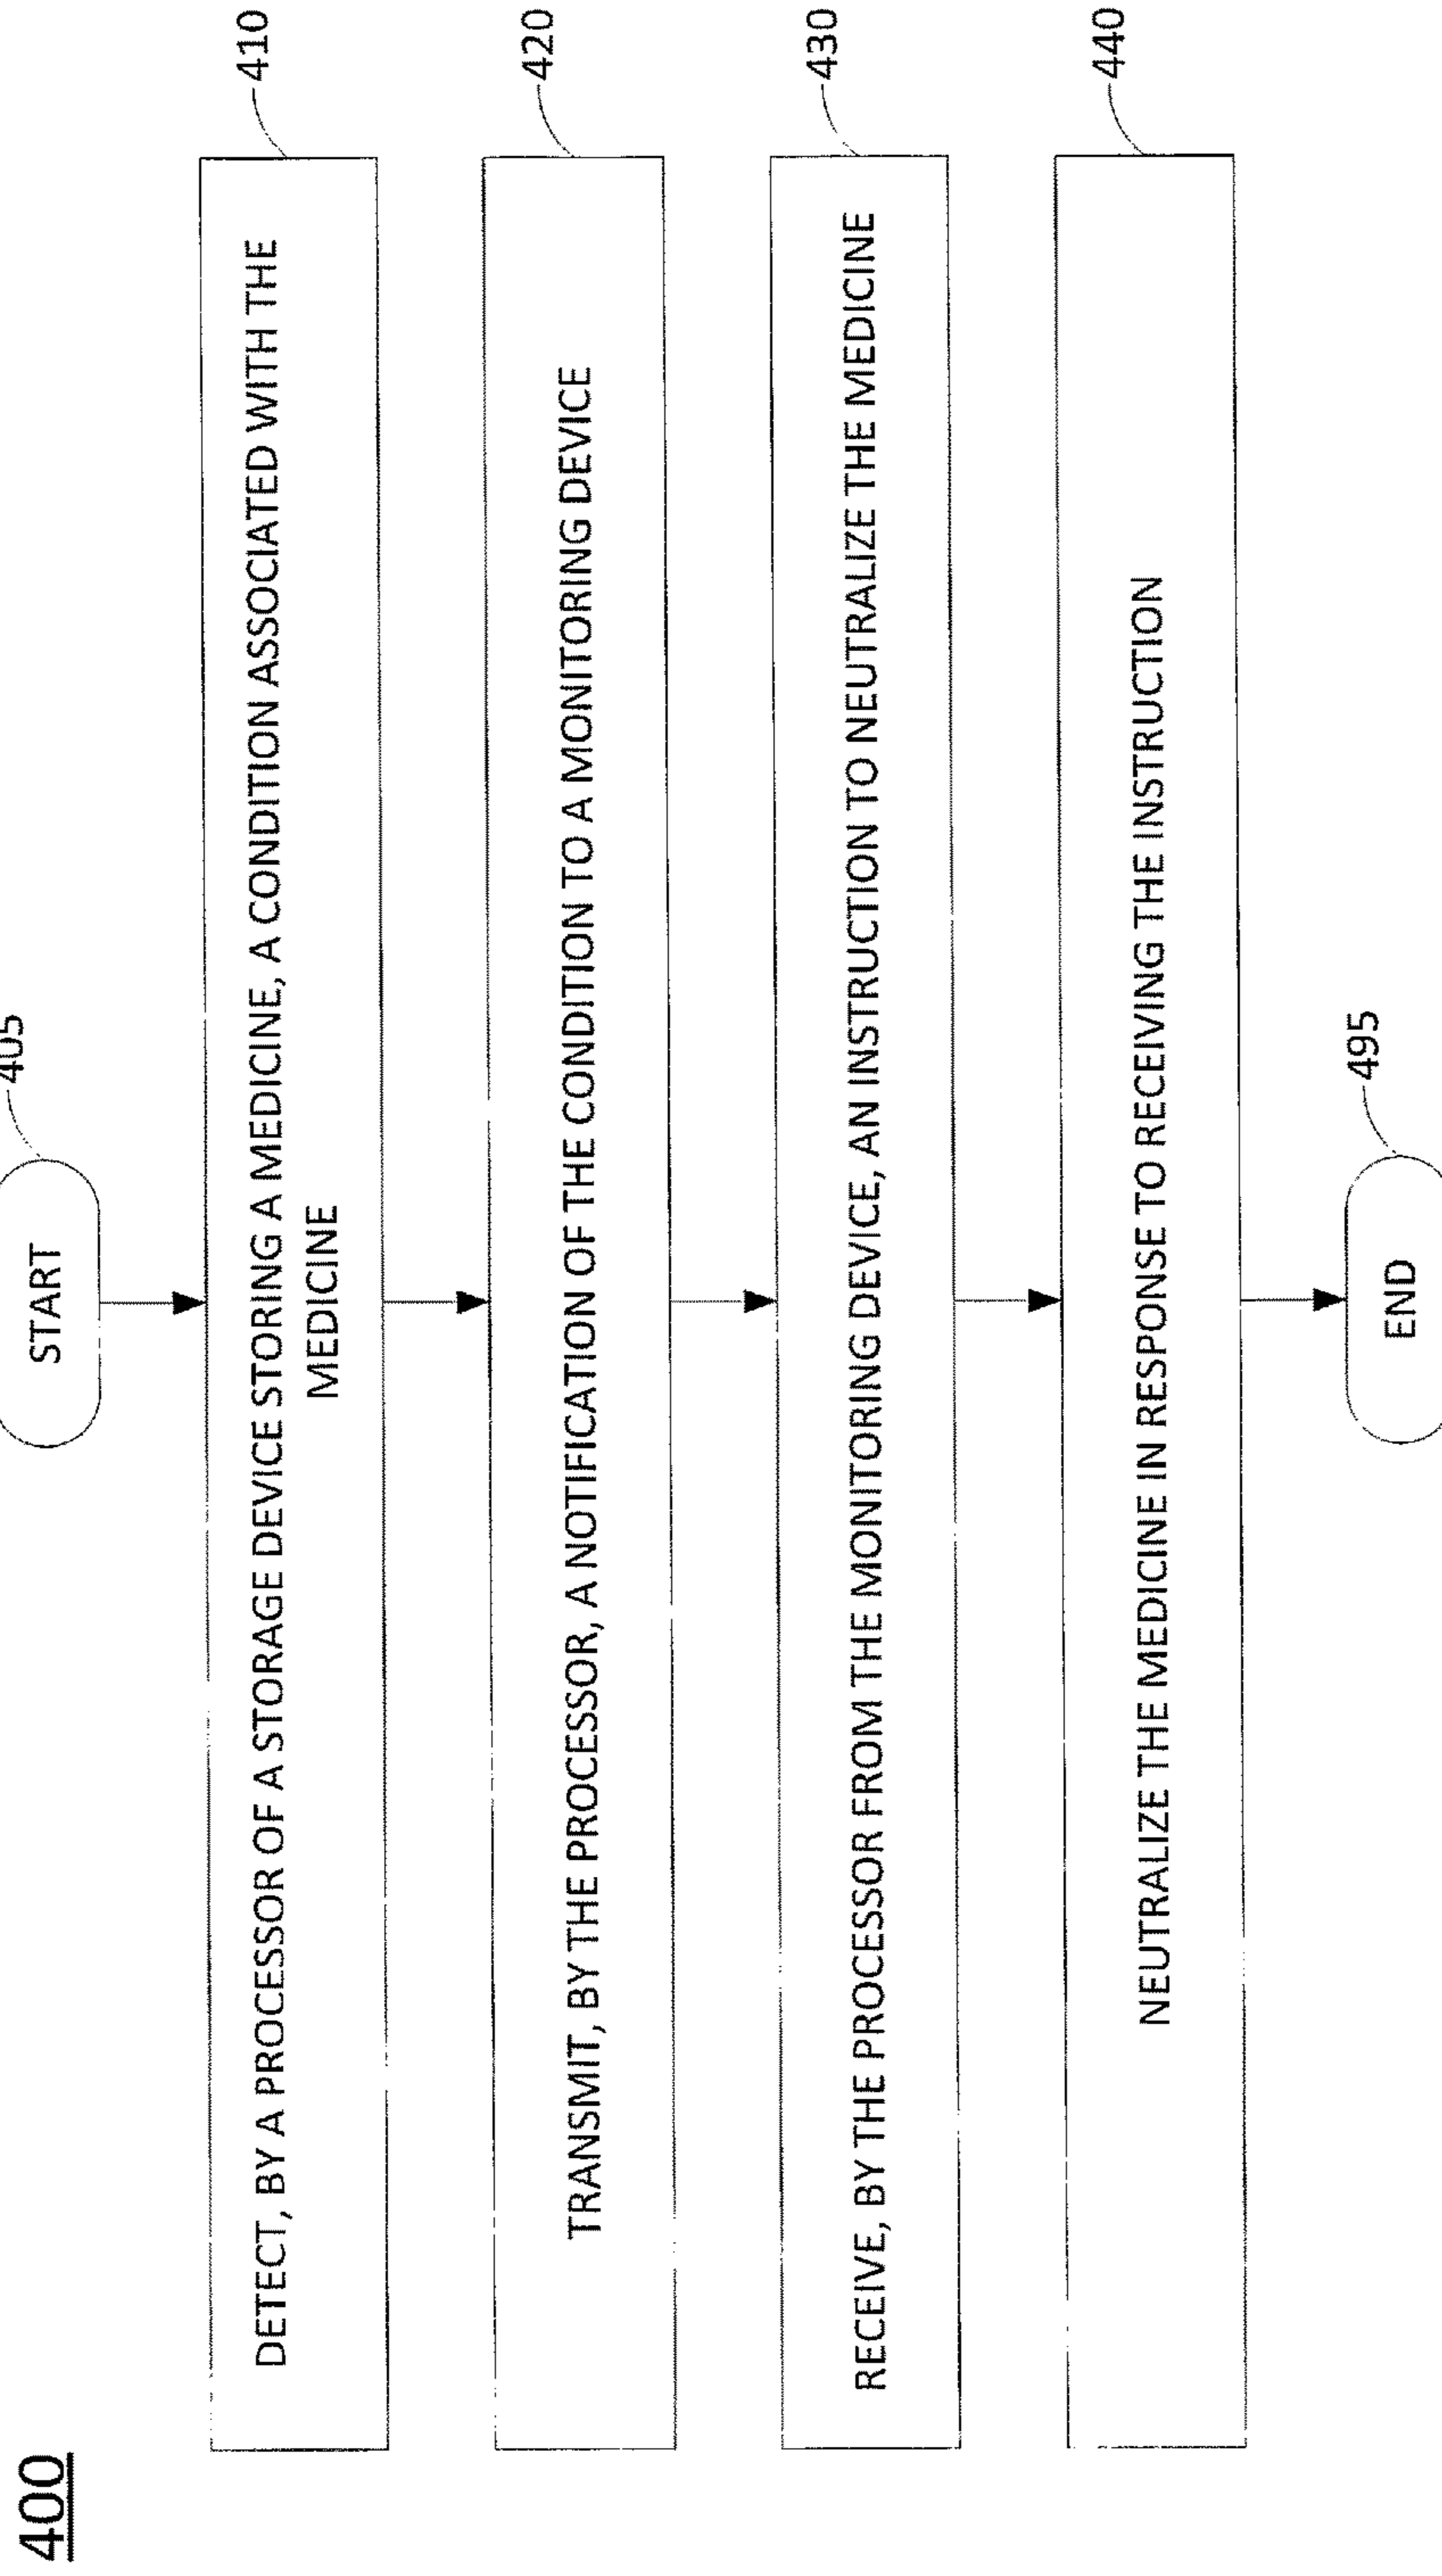 400
START
405
DETECT, BY A PROCESSOR OF A STORAGE DEVICE STORING A MEDICINE, A CONDITION ASSOCIATED WITH THE
MEDICINE
410
TRANSMIT, BY THE PROCESSOR, A NOTIFICATION OF THE CONDITION TO A MONITORING DEVICE
420
RECEIVE, BY THE PROCESSOR FROM THE MONITORING DEVICE, AN INSTRUCTION TO NEUTRALIZE THE MEDICINE
430
NEUTRALIZE THE MEDICINE IN RESPONSE TO RECEIVING THE INSTRUCTION
440
END
495